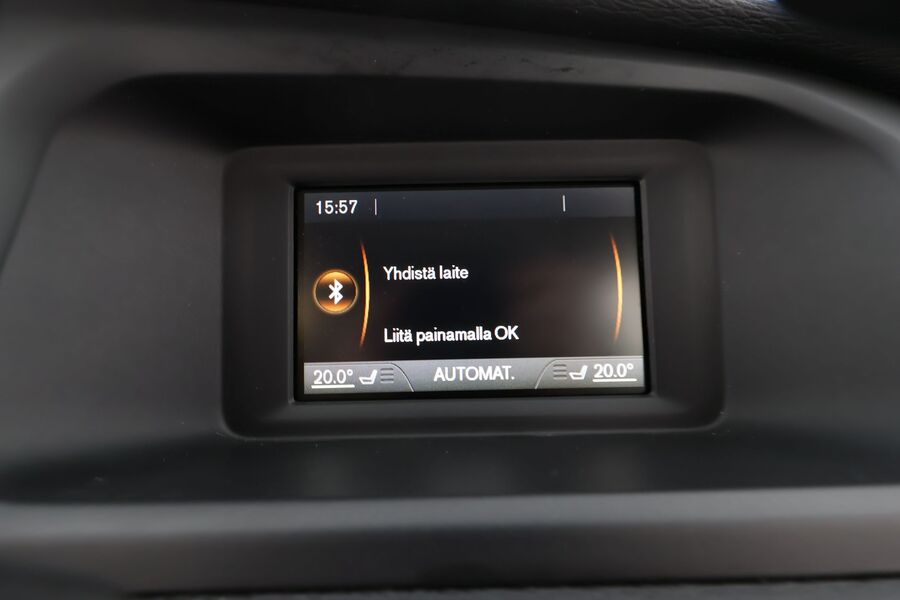 15:57
Yhdistä laite
Liitä painamalla OK
20.0° AUTOMAT. 20.0°